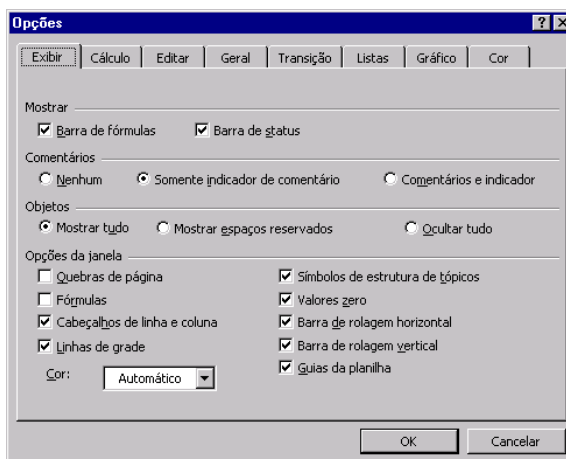 Opções
Exibir Cálculo Editar Geral Transição Listas Gráfico Cor
Mostrar
Barra de fórmulas Barra de status
Comentários
Nenhum Somente indicador de comentário Comentários e indicador
Objetos
Mostrar tudo Mostrar espaços reservados Ocultar tudo
Opções da janela
Quebras de página Símbolos de estrutura de tópicos
Fórmulas Valores zero
Cabeçalhos de linha e coluna Barra de rolagem horizontal
Linhas de grade Barra de rolagem vertical
Cor: Automático Guias da planilha
OK Cancelar